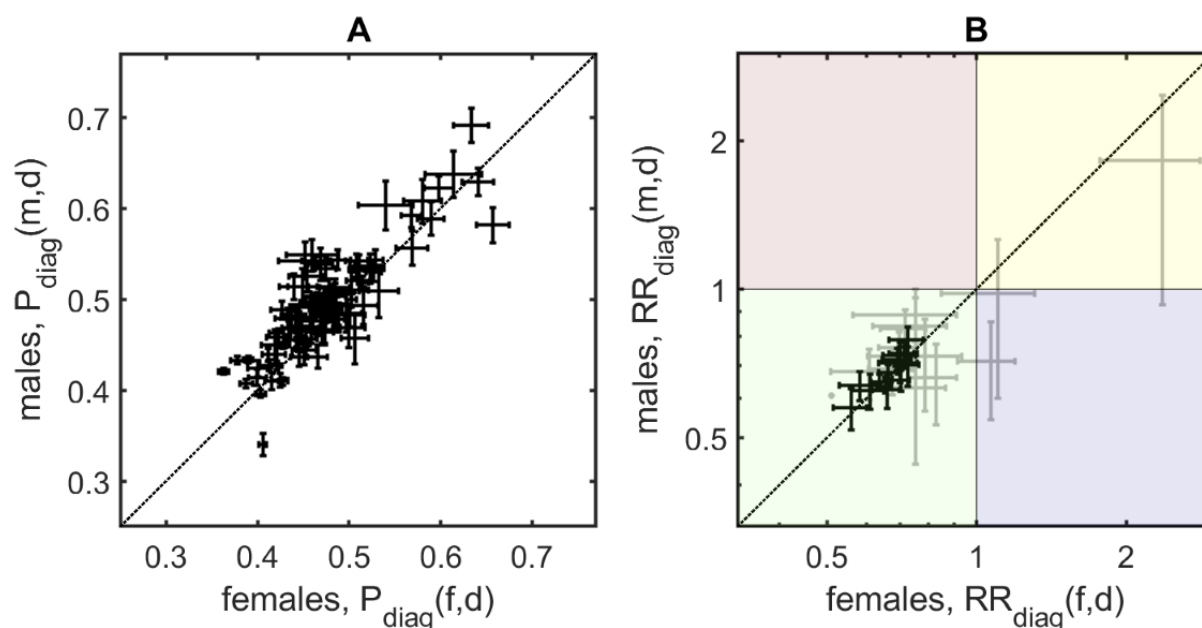 A
0.7
0.6
0.5
0.4
0.3
males, P_diag(m,d)
0.3 0.4 0.5 0.6 0.7
females, P_diag(f,d)
B
2
1
0.5
males, RR_diag(m,d)
0.5 1 2
females, RR_diag(f,d)